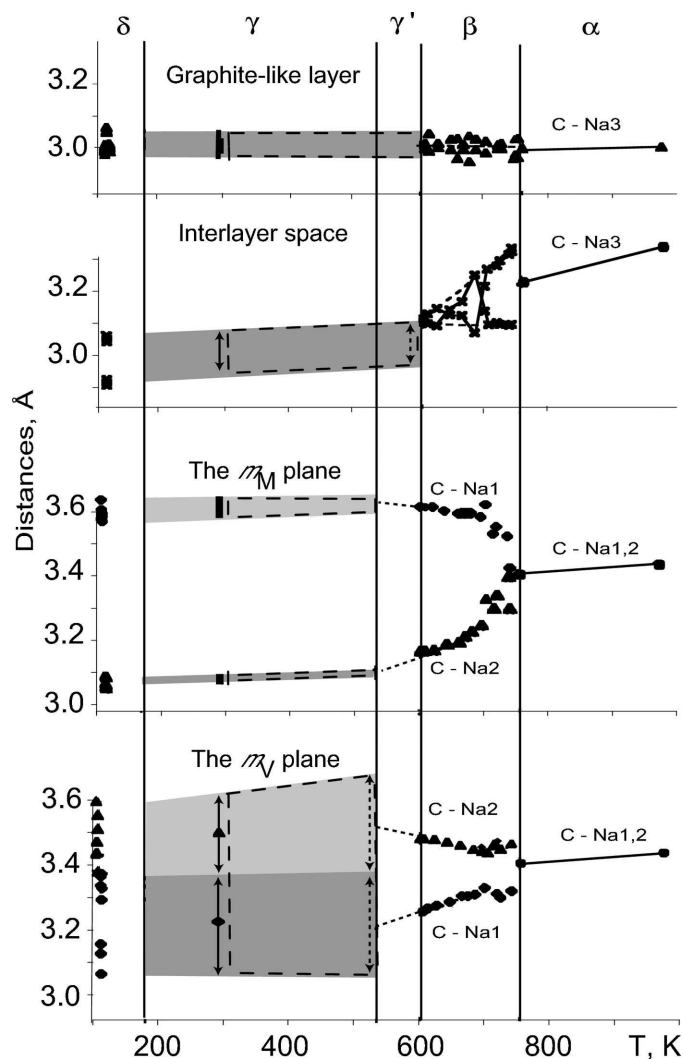 δ γ γ' β α
Graphite-like layer
3.2
C - Na3
3.0
Interlayer space
C - Na3
3.2
3.0
The m_M plane
C - Na1
3.6
C - Na1,2
3.4
3.2
C - Na2
3.0
The m_V plane
3.6
C - Na2
C - Na1,2
3.4
3.2
C - Na1
3.0
200 400 600 800 T, K
Distances, Å